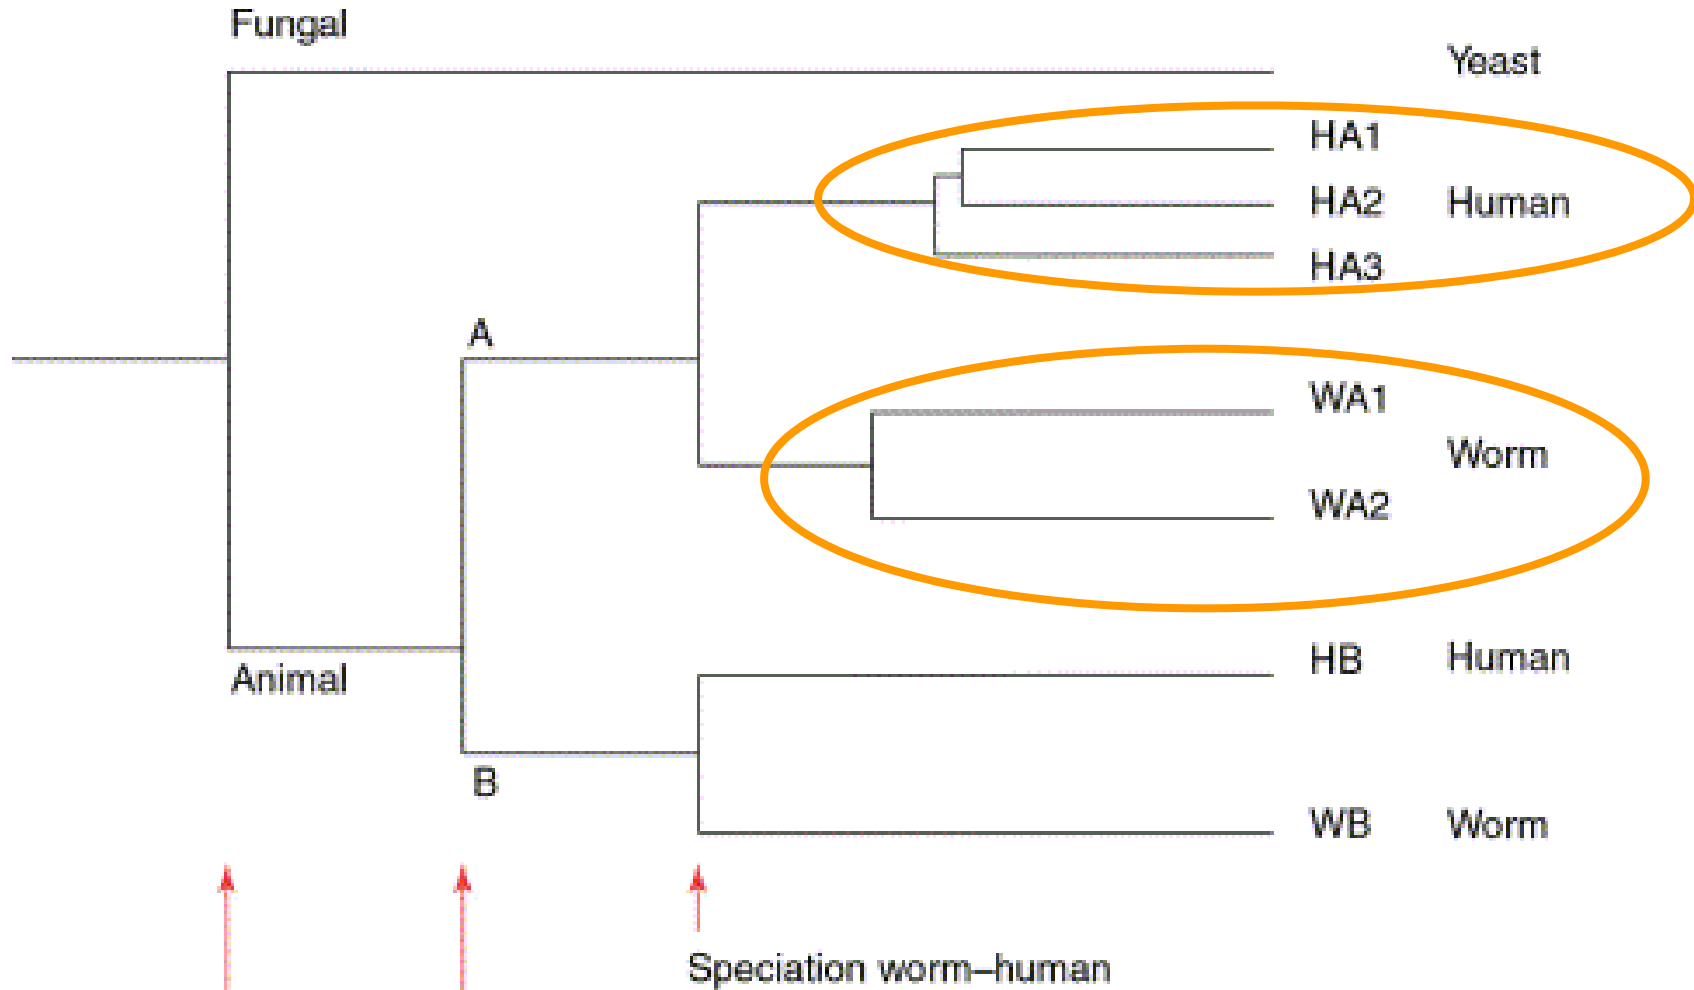 Fungal
Yeast
HA1
HA2 Human
HA3
A
WA1
Worm
WA2
HB Human
Animal
B
WB Worm
Speciation worm–human